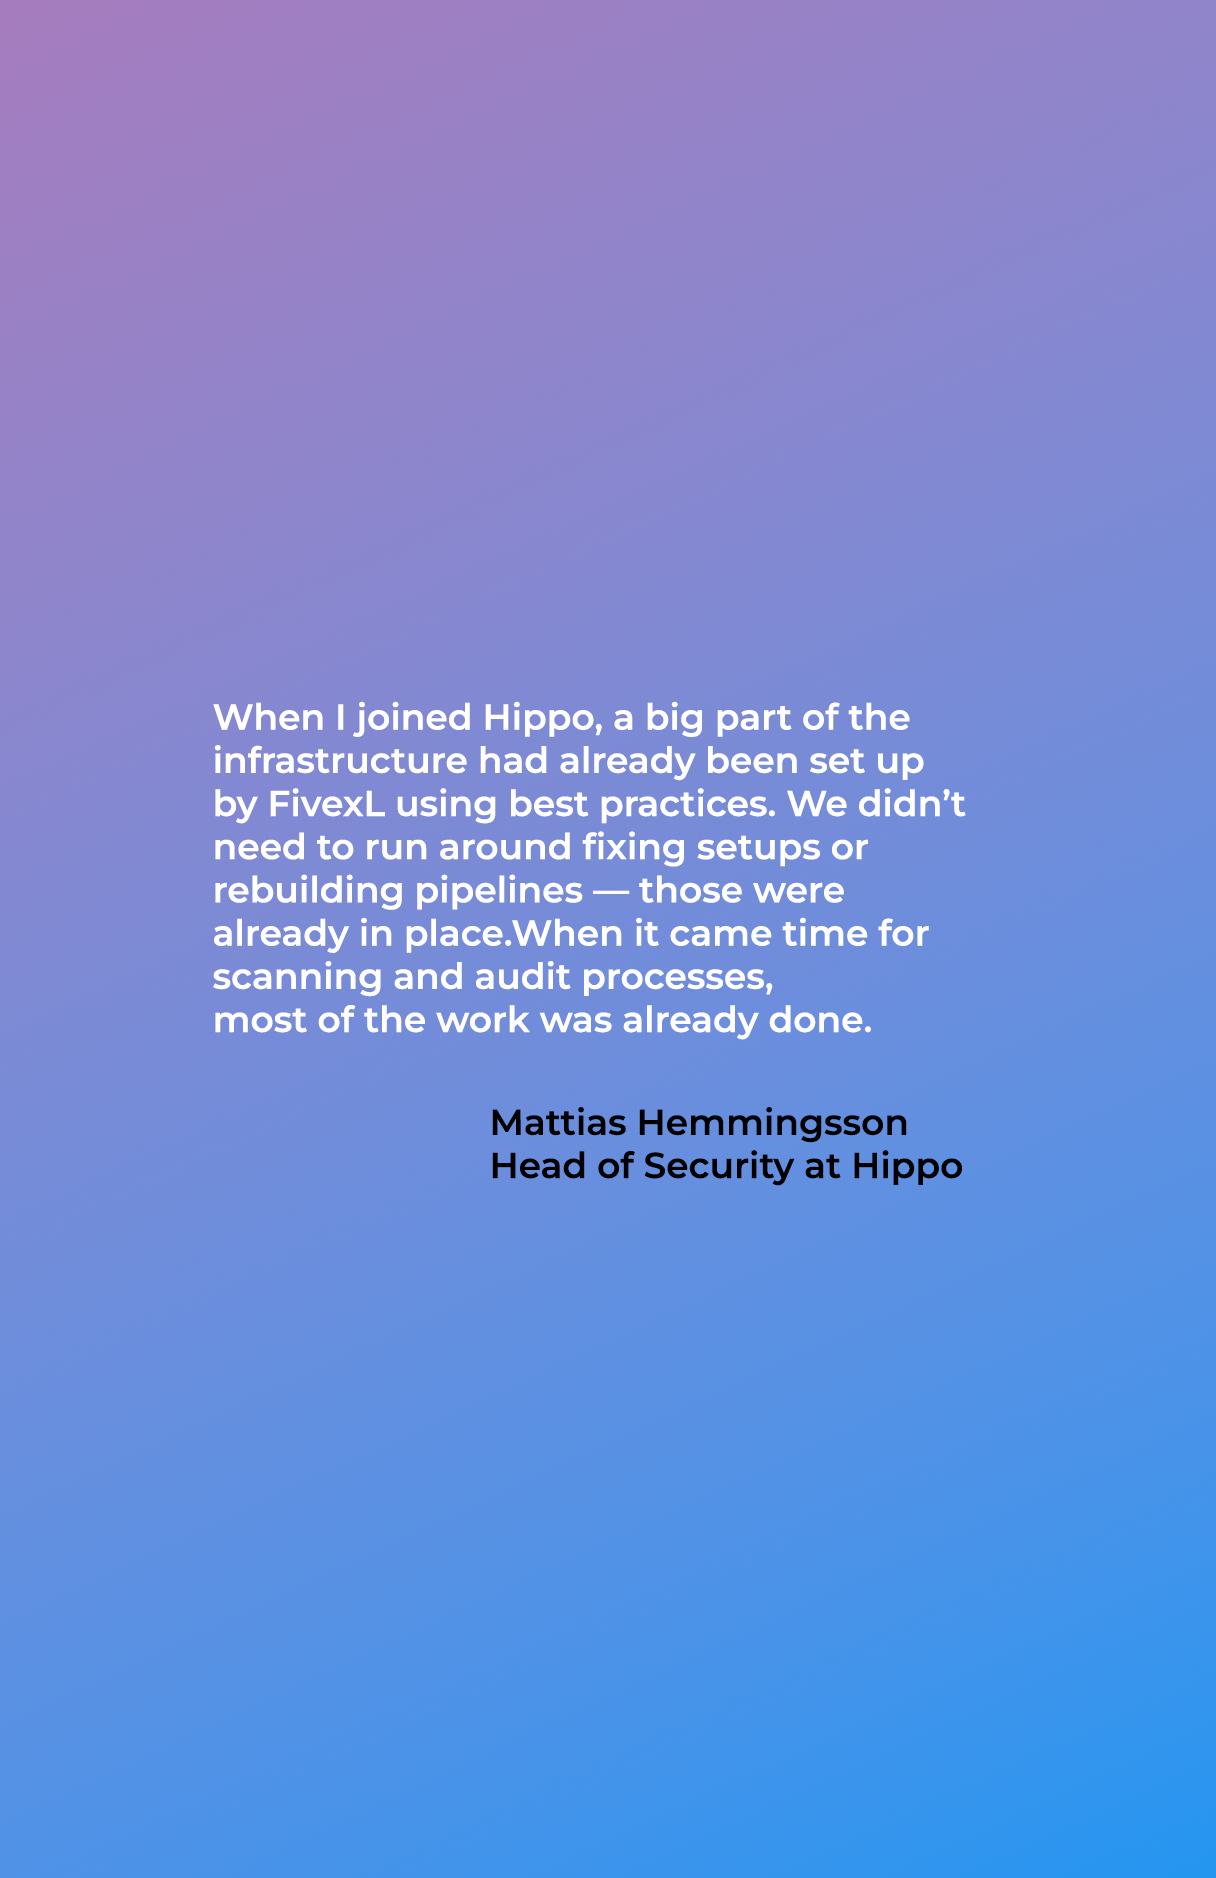 When I joined Hippo, a big part of the
infrastructure had already been set up
by FivexL using best practices. We didn’t
need to run around fixing setups or
rebuilding pipelines — those were
already in place.When it came time for
scanning and audit processes,
most of the work was already done.
Mattias Hemmingsson
Head of Security at Hippo